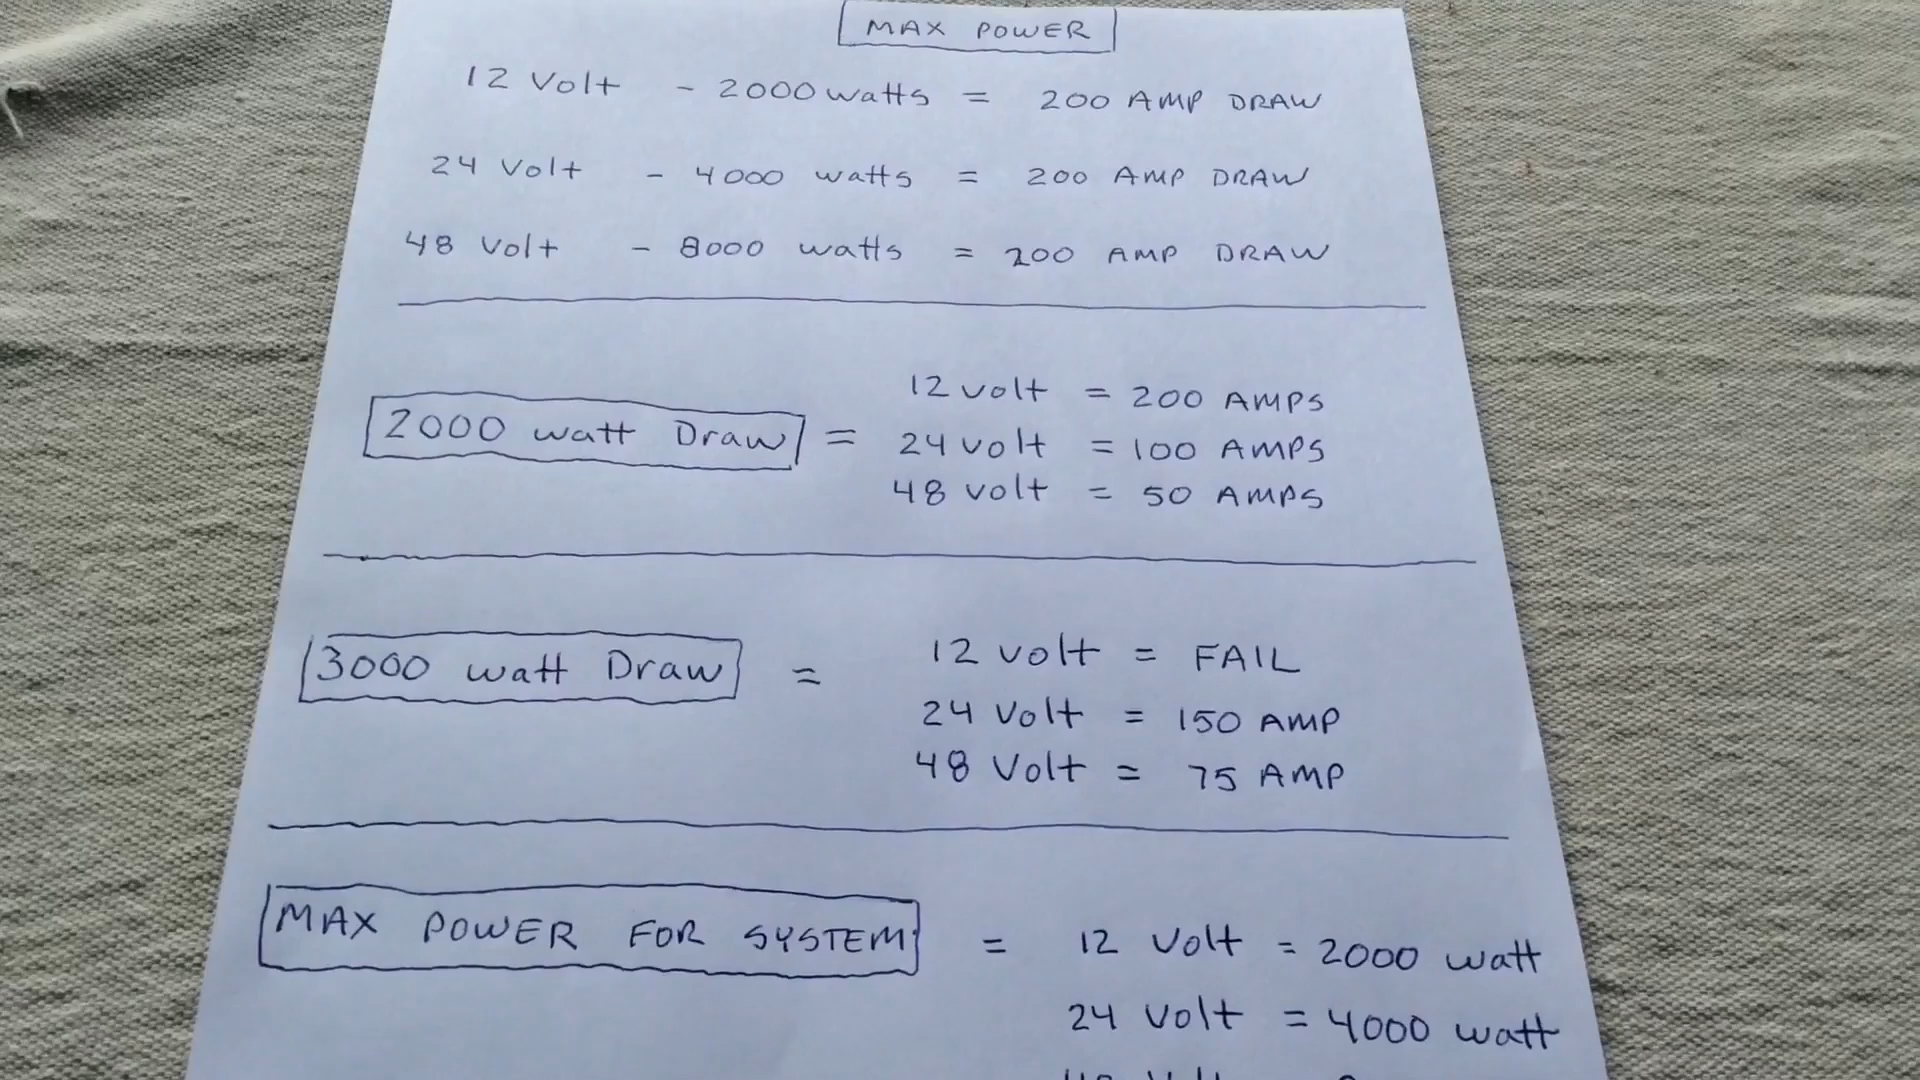 MAX POWER
12 Volt - 2000 watts = 200 AMP DRAW
24 Volt - 4000 watts = 200 AMP DRAW
48 Volt - 8000 watts = 200 AMP DRAW
12 volt = 200 AMPS
2000 watt Draw = 24 volt = 100 AMPS
48 volt = 50 AMPS
12 volt = FAIL
3000 watt Draw = 24 Volt = 150 AMP
48 Volt = 75 AMP
MAX POWER FOR SYSTEM = 12 Volt = 2000 watt
24 Volt = 4000 watt